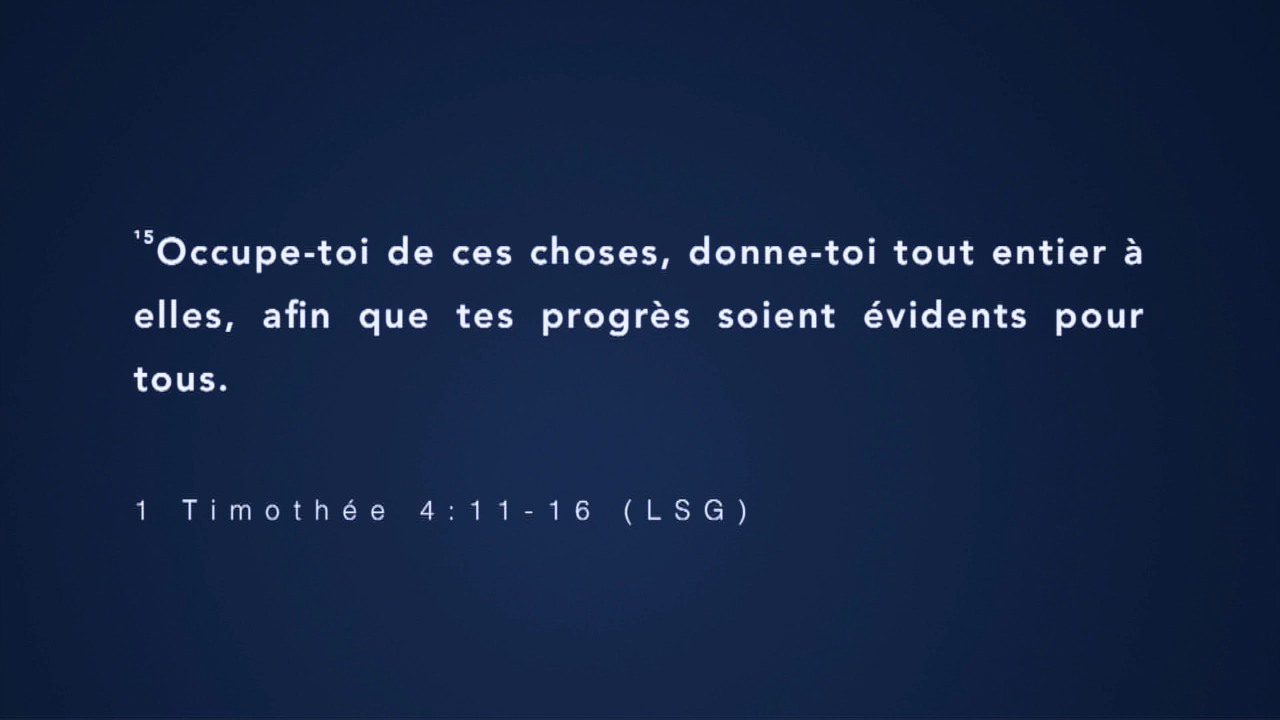 ¹⁵Occupe-toi de ces choses, donne-toi tout entier à
elles, afin que tes progrès soient évidents pour
tous.
1 Timothée 4:11-16 (LSG)